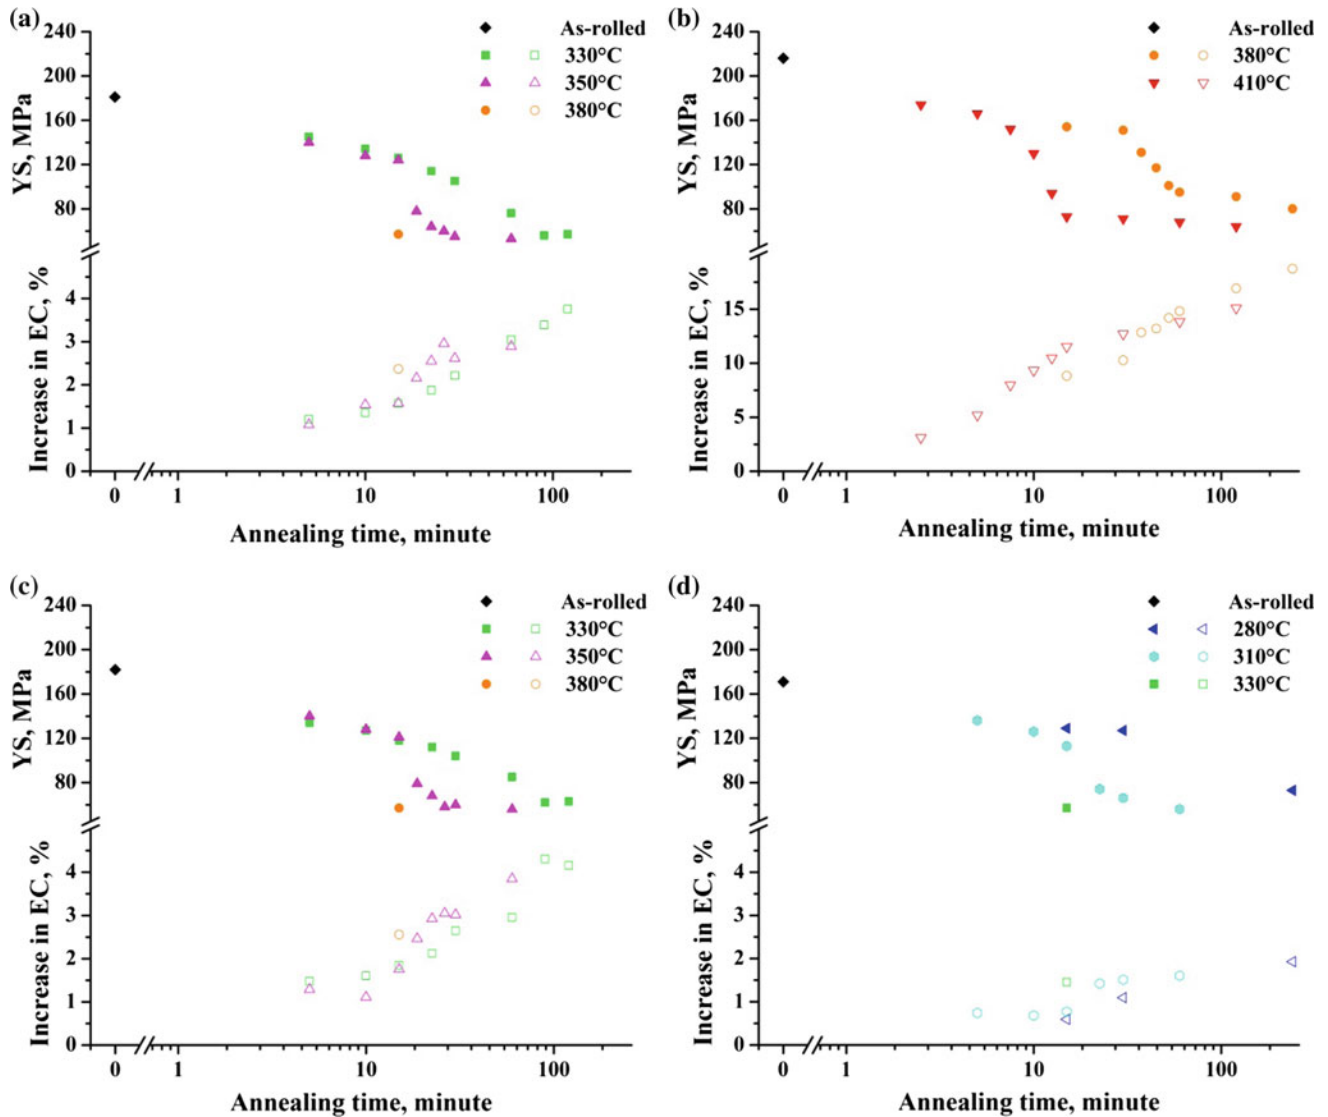 (a)
240
200
160
120
80
YS, MPa
As-rolled
330°C
350°C
380°C
4
3
2
1
0
Increase in EC, %
0 1 10 100
Annealing time, minute
(b)
240
200
160
120
80
YS, MPa
As-rolled
380°C
410°C
15
10
5
0
Increase in EC, %
0 1 10 100
Annealing time, minute
(c)
240
200
160
120
80
YS, MPa
As-rolled
330°C
350°C
380°C
4
3
2
1
0
Increase in EC, %
0 1 10 100
Annealing time, minute
(d)
240
200
160
120
80
YS, MPa
As-rolled
280°C
310°C
330°C
4
3
2
1
0
Increase in EC, %
0 1 10 100
Annealing time, minute